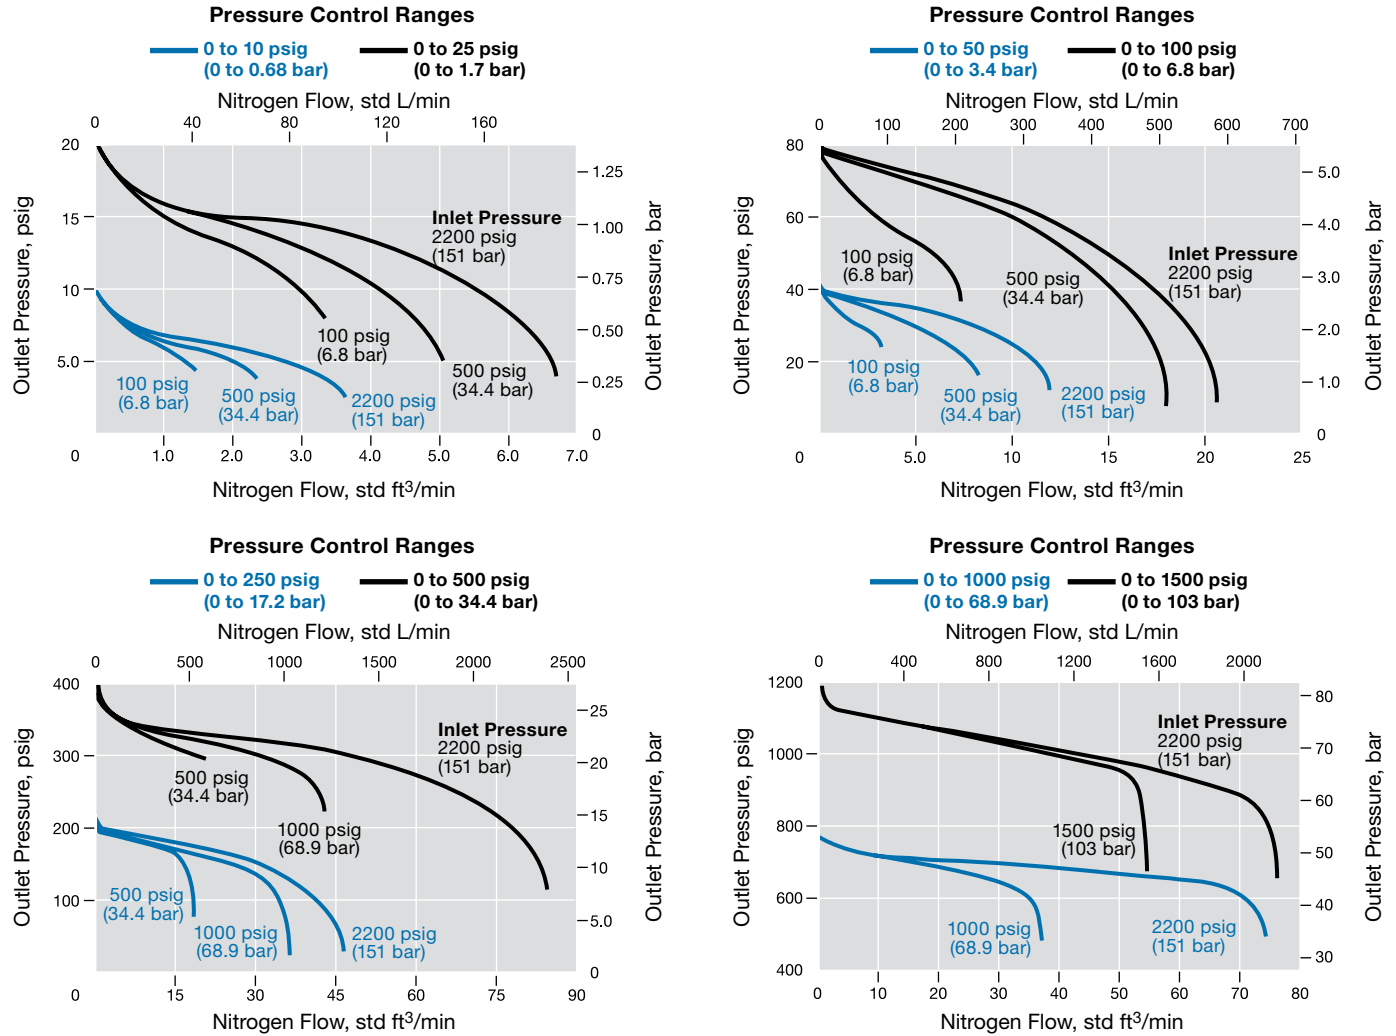 Pressure Control Ranges
0 to 10 psig
(0 to 0.68 bar)
0 to 25 psig
(0 to 1.7 bar)
Nitrogen Flow, std L/min
0 40 80 120 160
20
15
10
5.0
0
Outlet Pressure, psig
1.25
1.00
0.75
0.50
0.25
0
Outlet Pressure, bar
Inlet Pressure
2200 psig
(151 bar)
100 psig
(6.8 bar)
500 psig
(34.4 bar)
100 psig
(6.8 bar)
500 psig
(34.4 bar)
2200 psig
(151 bar)
1.0 2.0 3.0 4.0 5.0 6.0 7.0
Nitrogen Flow, std ft³/min
Pressure Control Ranges
0 to 50 psig
(0 to 3.4 bar)
0 to 100 psig
(0 to 6.8 bar)
Nitrogen Flow, std L/min
0 100 200 300 400 500 600 700
80
60
40
20
0
Outlet Pressure, psig
5.0
4.0
3.0
2.0
1.0
0
Outlet Pressure, bar
100 psig
(6.8 bar)
500 psig
(34.4 bar)
Inlet Pressure
2200 psig
(151 bar)
100 psig
(6.8 bar)
500 psig
(34.4 bar)
2200 psig
(151 bar)
5.0 10 15 20 25
Nitrogen Flow, std ft³/min
Pressure Control Ranges
0 to 250 psig
(0 to 17.2 bar)
0 to 500 psig
(0 to 34.4 bar)
Nitrogen Flow, std L/min
0 500 1000 1500 2000 2500
400
300
200
100
0
Outlet Pressure, psig
25
20
15
10
5.0
0
Outlet Pressure, bar
Inlet Pressure
2200 psig
(151 bar)
500 psig
(34.4 bar)
1000 psig
(68.9 bar)
500 psig
(34.4 bar)
1000 psig
(68.9 bar)
2200 psig
(151 bar)
15 30 45 60 75 90
Nitrogen Flow, std ft³/min
Pressure Control Ranges
0 to 1000 psig
(0 to 68.9 bar)
0 to 1500 psig
(0 to 103 bar)
Nitrogen Flow, std L/min
0 400 800 1200 1600 2000
1200
1000
800
600
400
Outlet Pressure, psig
80
70
60
50
40
30
Outlet Pressure, bar
Inlet Pressure
2200 psig
(151 bar)
1500 psig
(103 bar)
1000 psig
(68.9 bar)
2200 psig
(151 bar)
0 10 20 30 40 50 60 70 80
Nitrogen Flow, std ft³/min